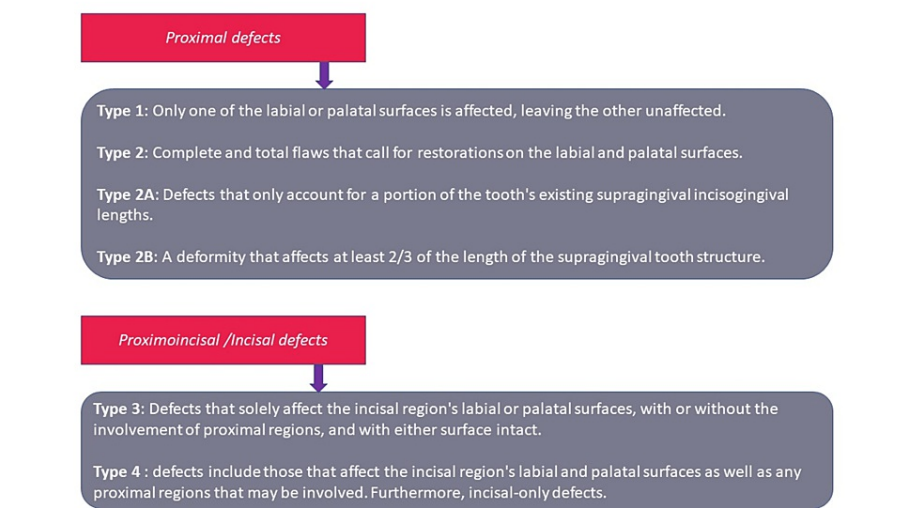 Proximal defects
Type 1: Only one of the labial or palatal surfaces is affected, leaving the other unaffected.
Type 2: Complete and total flaws that call for restorations on the labial and palatal surfaces.
Type 2A: Defects that only account for a portion of the tooth's existing supragingival incisogingival
lengths.
Type 2B: A deformity that affects at least 2/3 of the length of the supragingival tooth structure.
Proximoincisal /Incisal defects
Type 3: Defects that solely affect the incisal region's labial or palatal surfaces, with or without the
involvement of proximal regions, and with either surface intact.
Type 4 : defects include those that affect the incisal region's labial and palatal surfaces as well as any
proximal regions that may be involved. Furthermore, incisal-only defects.